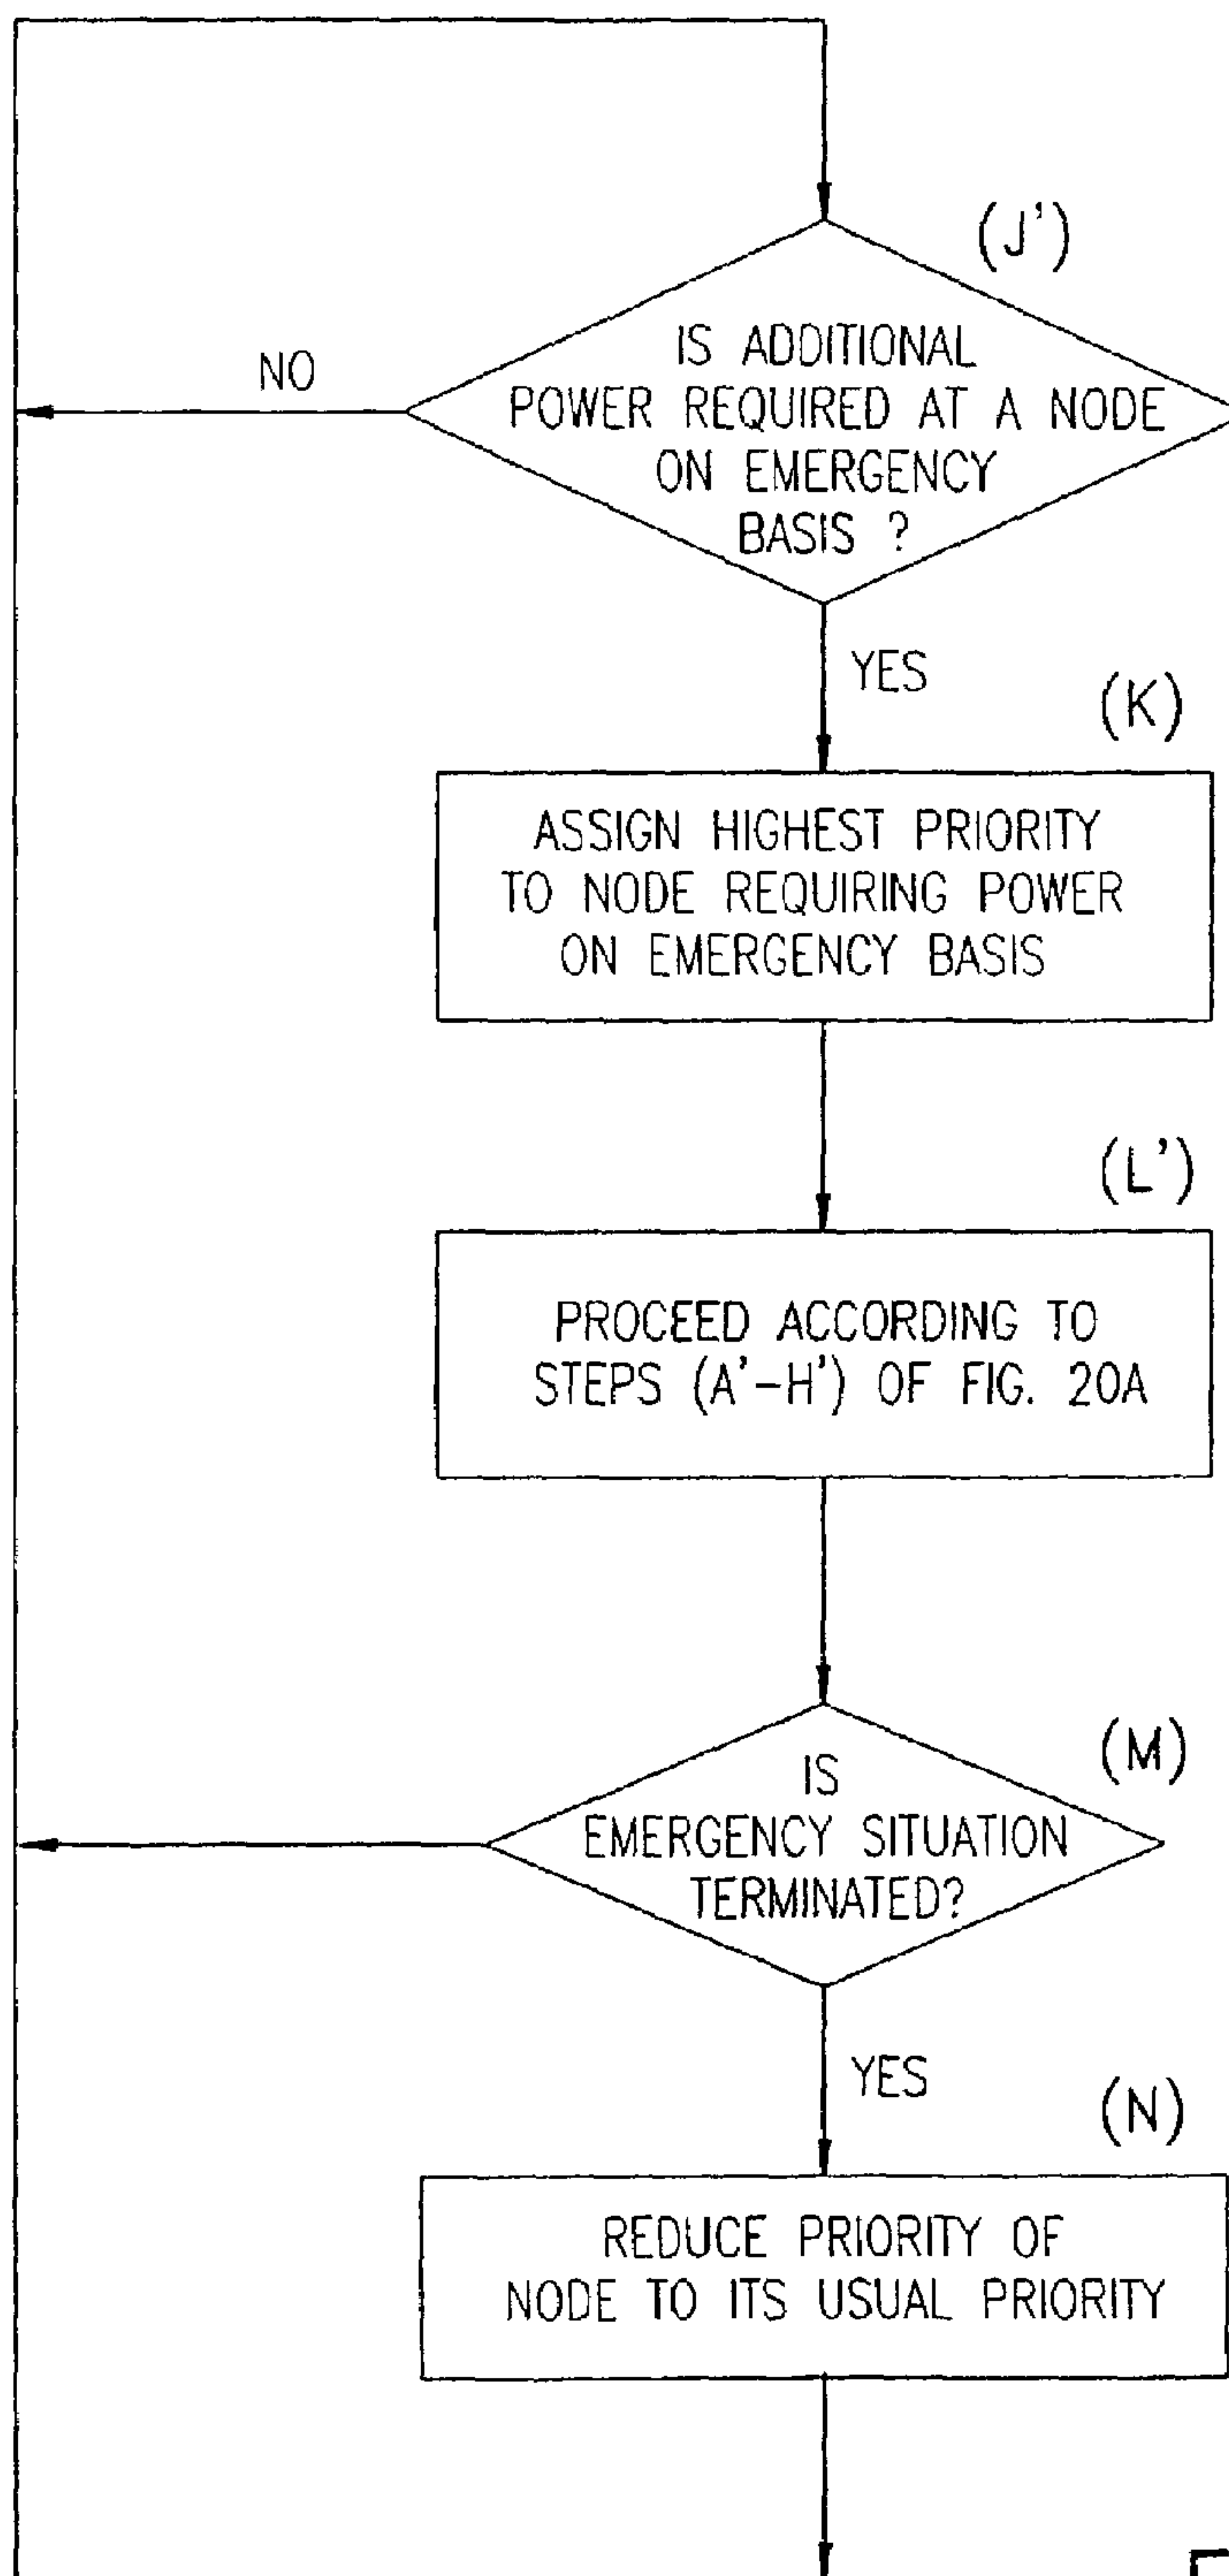 (J')
IS ADDITIONAL
POWER REQUIRED AT A NODE
ON EMERGENCY
BASIS ?
NO
YES
(K)
ASSIGN HIGHEST PRIORITY
TO NODE REQUIRING POWER
ON EMERGENCY BASIS
(L')
PROCEED ACCORDING TO
STEPS (A'-H') OF FIG. 20A
(M)
IS
EMERGENCY SITUATION
TERMINATED?
YES
(N)
REDUCE PRIORITY OF
NODE TO ITS USUAL PRIORITY